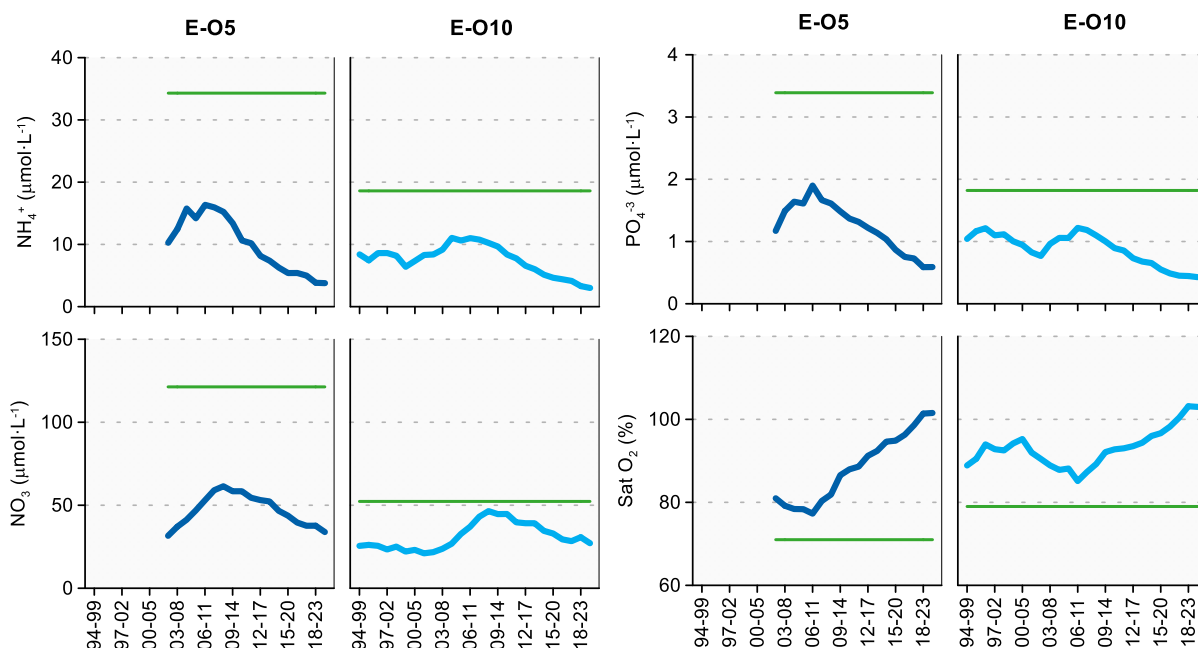 E-O5 E-O10 E-O5 E-O10
40
30
20
10
0
NH₄⁺ (μmol·L⁻¹)
4
3
2
1
0
PO₄⁻³ (μmol·L⁻¹)
150
100
50
0
NO₃ (μmol·L⁻¹)
120
100
80
60
Sat O₂ (%)
94-99 97-02 00-05 03-08 06-11 09-14 12-17 15-20 18-23
94-99 97-02 00-05 03-08 06-11 09-14 12-17 15-20 18-23
94-99 97-02 00-05 03-08 06-11 09-14 12-17 15-20 18-23
94-99 97-02 00-05 03-08 06-11 09-14 12-17 15-20 18-23